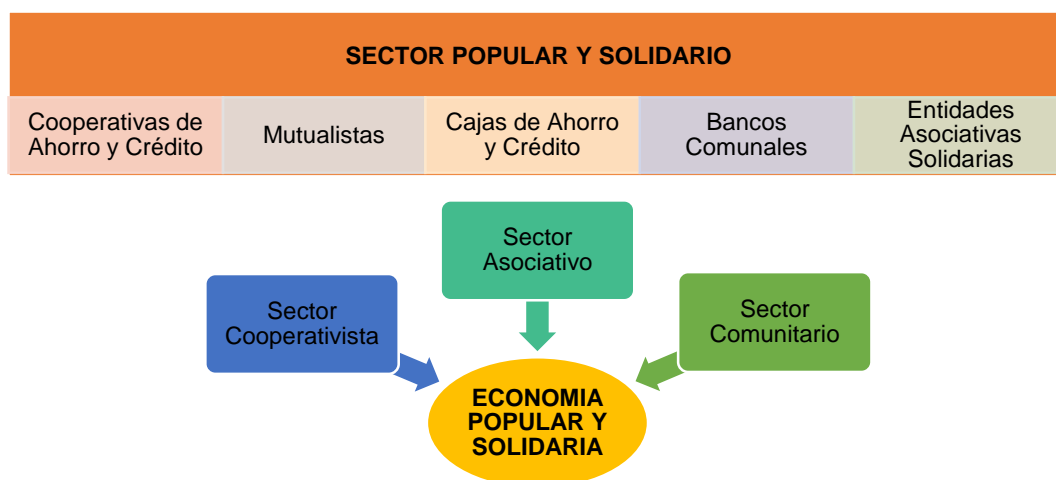 SECTOR POPULAR Y SOLIDARIO
Cooperativas de
Ahorro y Crédito
Mutualistas
Cajas de Ahorro
y Crédito
Bancos
Comunales
Entidades
Asociativas
Solidarias
Sector
Asociativo
Sector
Cooperativista
Sector
Comunitario
ECONOMIA
POPULAR Y
SOLIDARIA